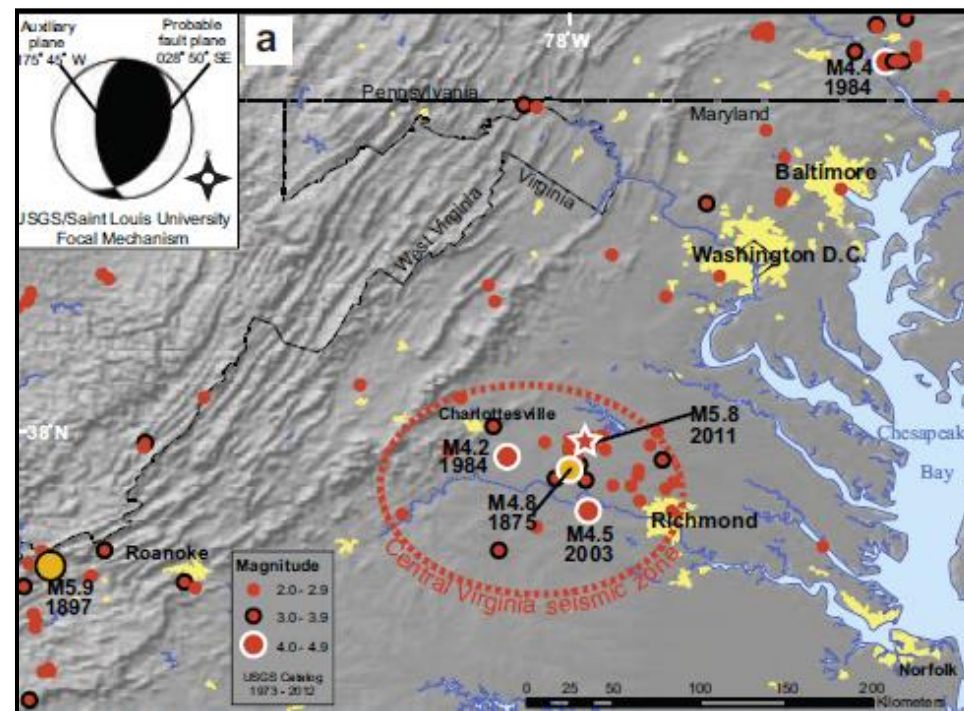 Auxiliary
plane
175° 45° W
Probable
fault plane
028° 50° SE
USGS/Saint Louis University
Focal Mechanism
a
78°W
M4.4
1984
Pennsylvania
Maryland
Baltimore
Virginia
West Virginia
Washington D.C.
38°N
Charlottesville
M5.8
2011
Chesapeak
Bay
M4.2
1984
M4.8
1875
M4.5
2003
Richmond
Central Virginia seismic zone
Roanoke
M5.9
1897
Magnitude
2.0 - 2.9
3.0 - 3.9
4.0 - 4.9
USGS Catalog
1973 - 2012
Norfolk
0 25 50 100 150 200
Kilometers